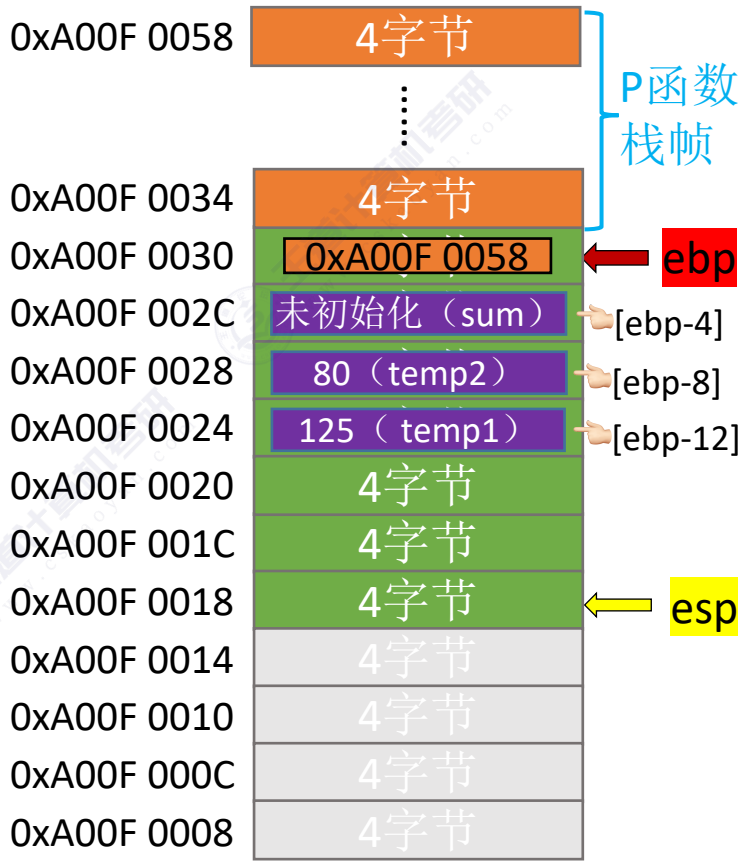 0xA00F 0058 4字节
P函数
栈帧
0xA00F 0034 4字节
0xA00F 0030 0xA00F 0058 ebp
0xA00F 002C 未初始化（sum） [ebp-4]
0xA00F 0028 80（temp2） [ebp-8]
0xA00F 0024 125（ temp1） [ebp-12]
0xA00F 0020 4字节
0xA00F 001C 4字节
0xA00F 0018 4字节 esp
0xA00F 0014 4字节
0xA00F 0010 4字节
0xA00F 000C 4字节
0xA00F 0008 4字节